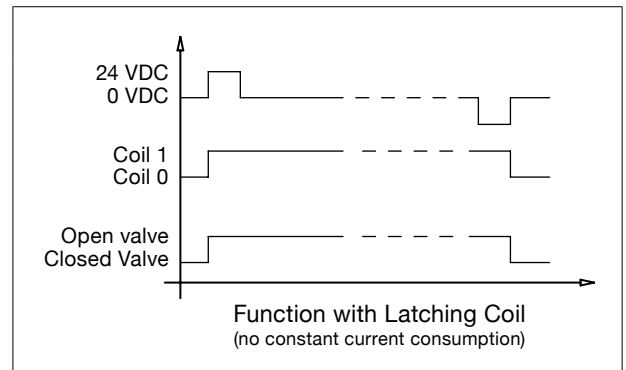 24 VDC
0 VDC
Coil 1
Coil 0
Open valve
Closed Valve
Function with Latching Coil
(no constant current consumption)